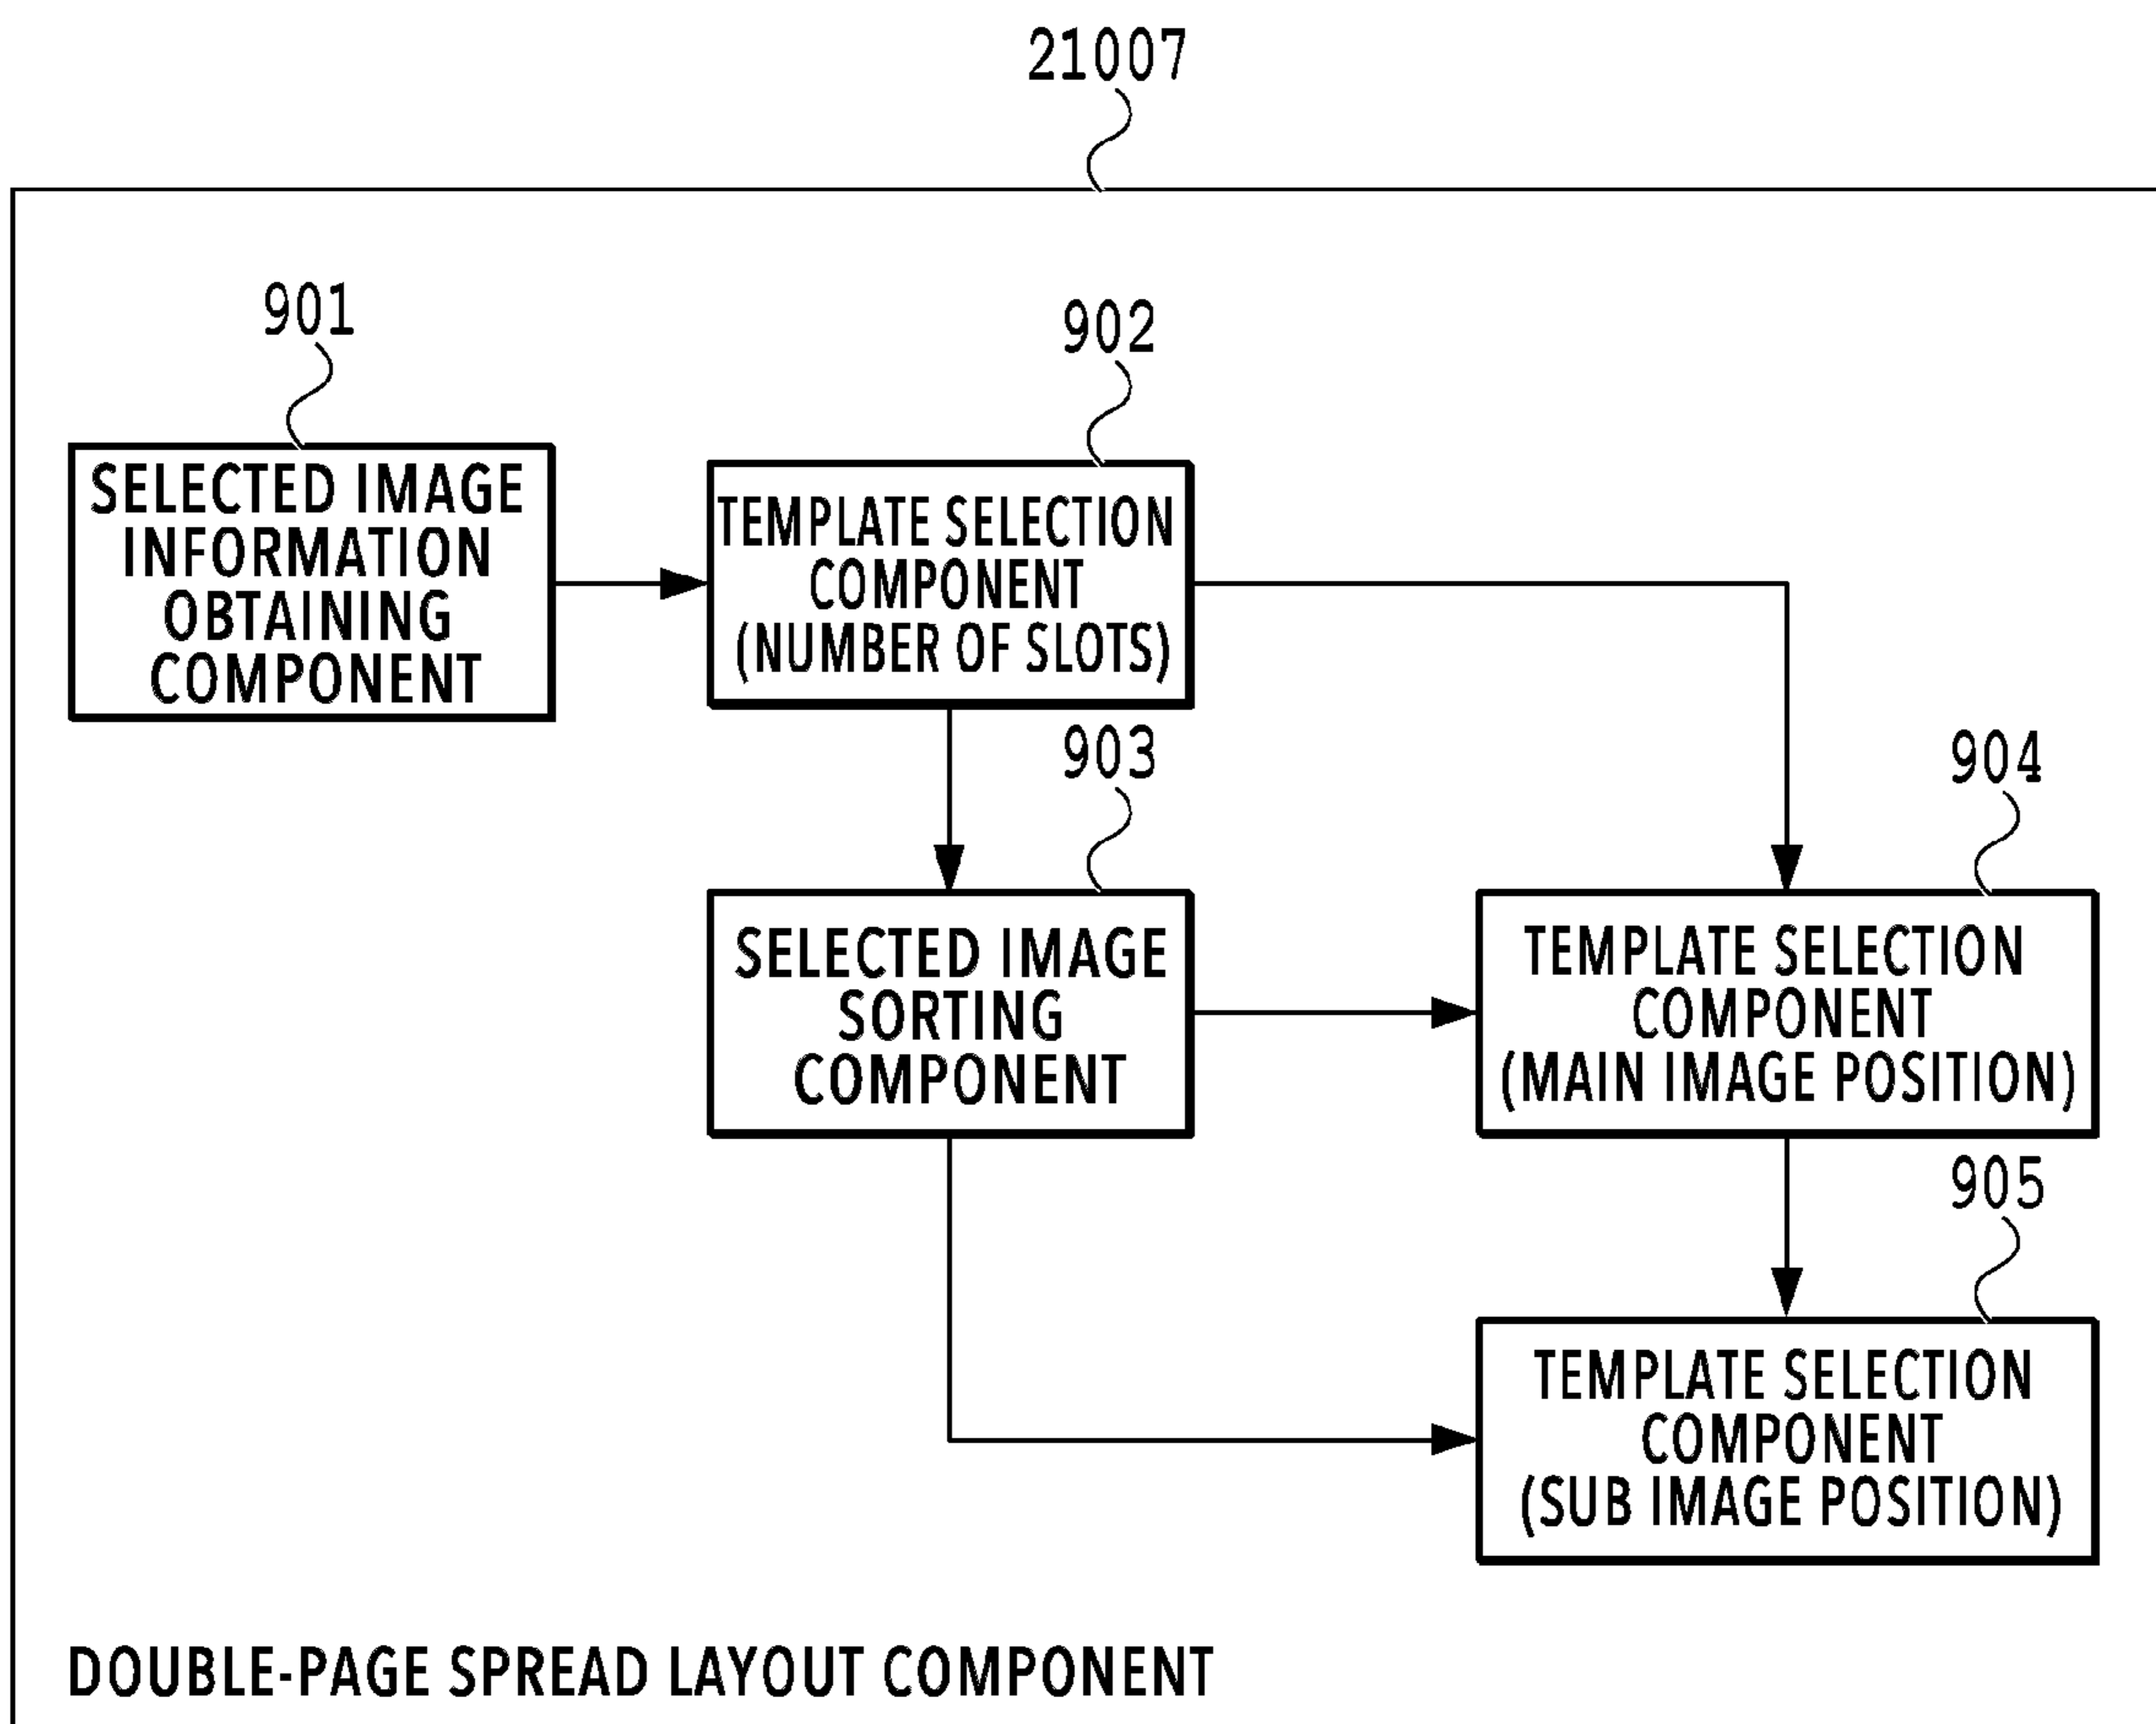 21007
901
SELECTED IMAGE
INFORMATION
OBTAINING
COMPONENT
902
TEMPLATE SELECTION
COMPONENT
(NUMBER OF SLOTS)
903
SELECTED IMAGE
SORTING
COMPONENT
904
TEMPLATE SELECTION
COMPONENT
(MAIN IMAGE POSITION)
905
TEMPLATE SELECTION
COMPONENT
(SUB IMAGE POSITION)
DOUBLE-PAGE SPREAD LAYOUT COMPONENT